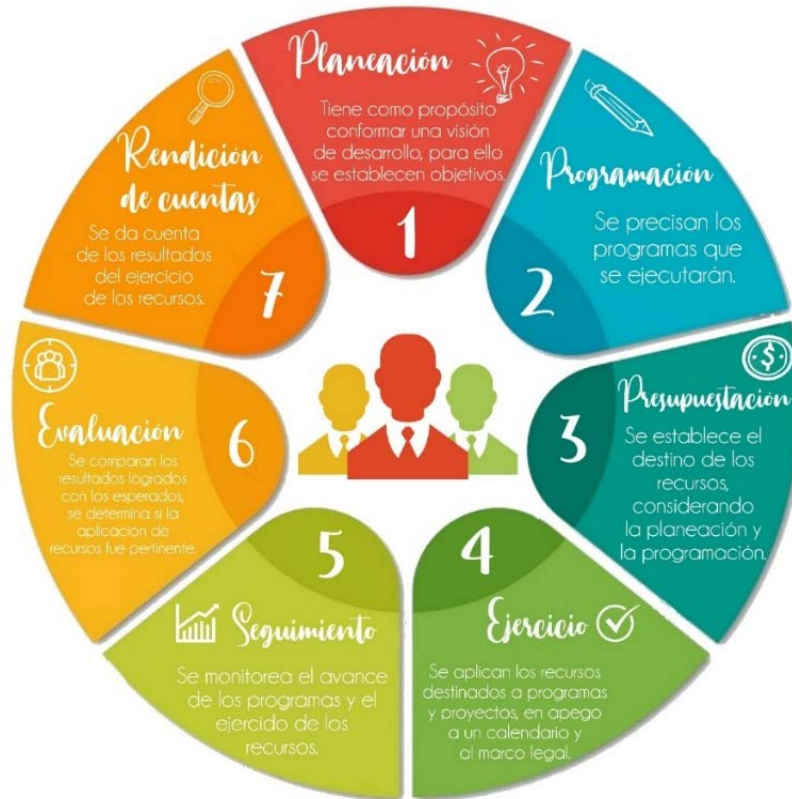 Planeación
Tiene como propósito
conformar una visión
de desarrollo, para ello
se establecen objetivos.
1
Programación
Se precisan los
programas que
se ejecutarán.
2
Presupuestación
Se establece el
destino de los
recursos,
considerando
la planeación y
la programación.
3
4
Ejercicio
Se aplican los recursos
destinados a programas
y proyectos, en apego
a un calendario y
al marco legal.
5
Seguimiento
Se monitorea el avance
de los programas y el
ejercido de los
recursos.
6
Evaluación
Se comparan los
resultados logrados
con los esperados,
se determina si la
aplicación de
recursos fue pertinente.
Rendición
de cuentas
Se da cuenta
de los resultados
del ejercicio
de los recursos.
7
$